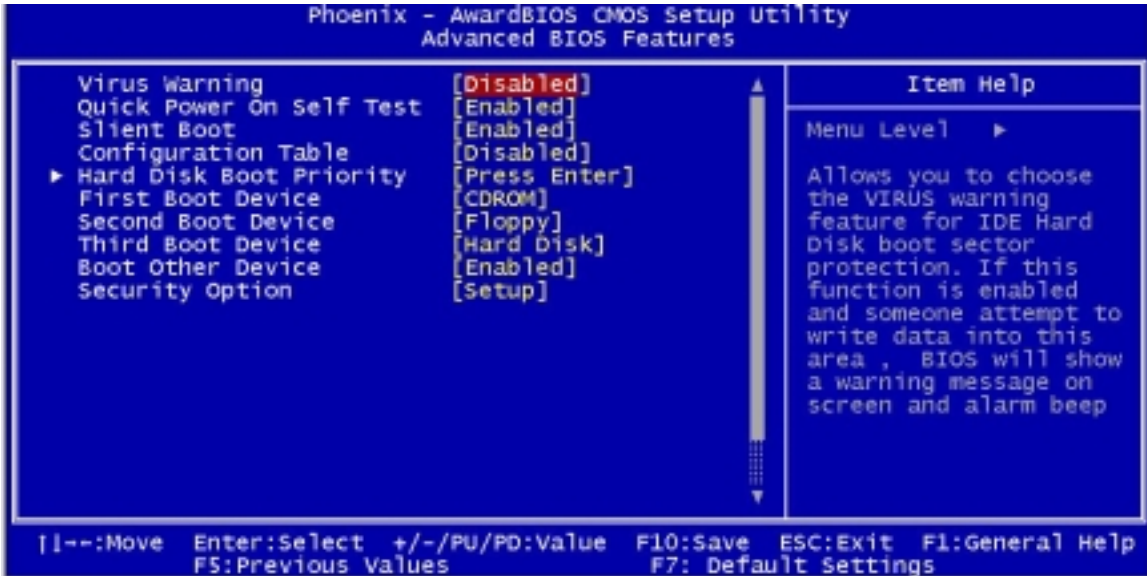 Phoenix - AwardBIOS CMOS Setup Utility
Advanced BIOS Features
Virus Warning [Disabled]
Quick Power On Self Test [Enabled]
Slient Boot [Enabled]
Configuration Table [Disabled]
► Hard Disk Boot Priority [Press Enter]
First Boot Device [CDROM]
Second Boot Device [Floppy]
Third Boot Device [Hard Disk]
Boot Other Device [Enabled]
Security Option [Setup]
Item Help
Menu Level ►
Allows you to choose
the VIRUS warning
feature for IDE Hard
Disk boot sector
protection. If this
function is enabled
and someone attempt to
write data into this
area , BIOS will show
a warning message on
screen and alarm beep
↑↓→←:Move Enter:Select +/-/PU/PD:Value F10:Save ESC:Exit F1:General Help
F5:Previous Values F7: Default Settings